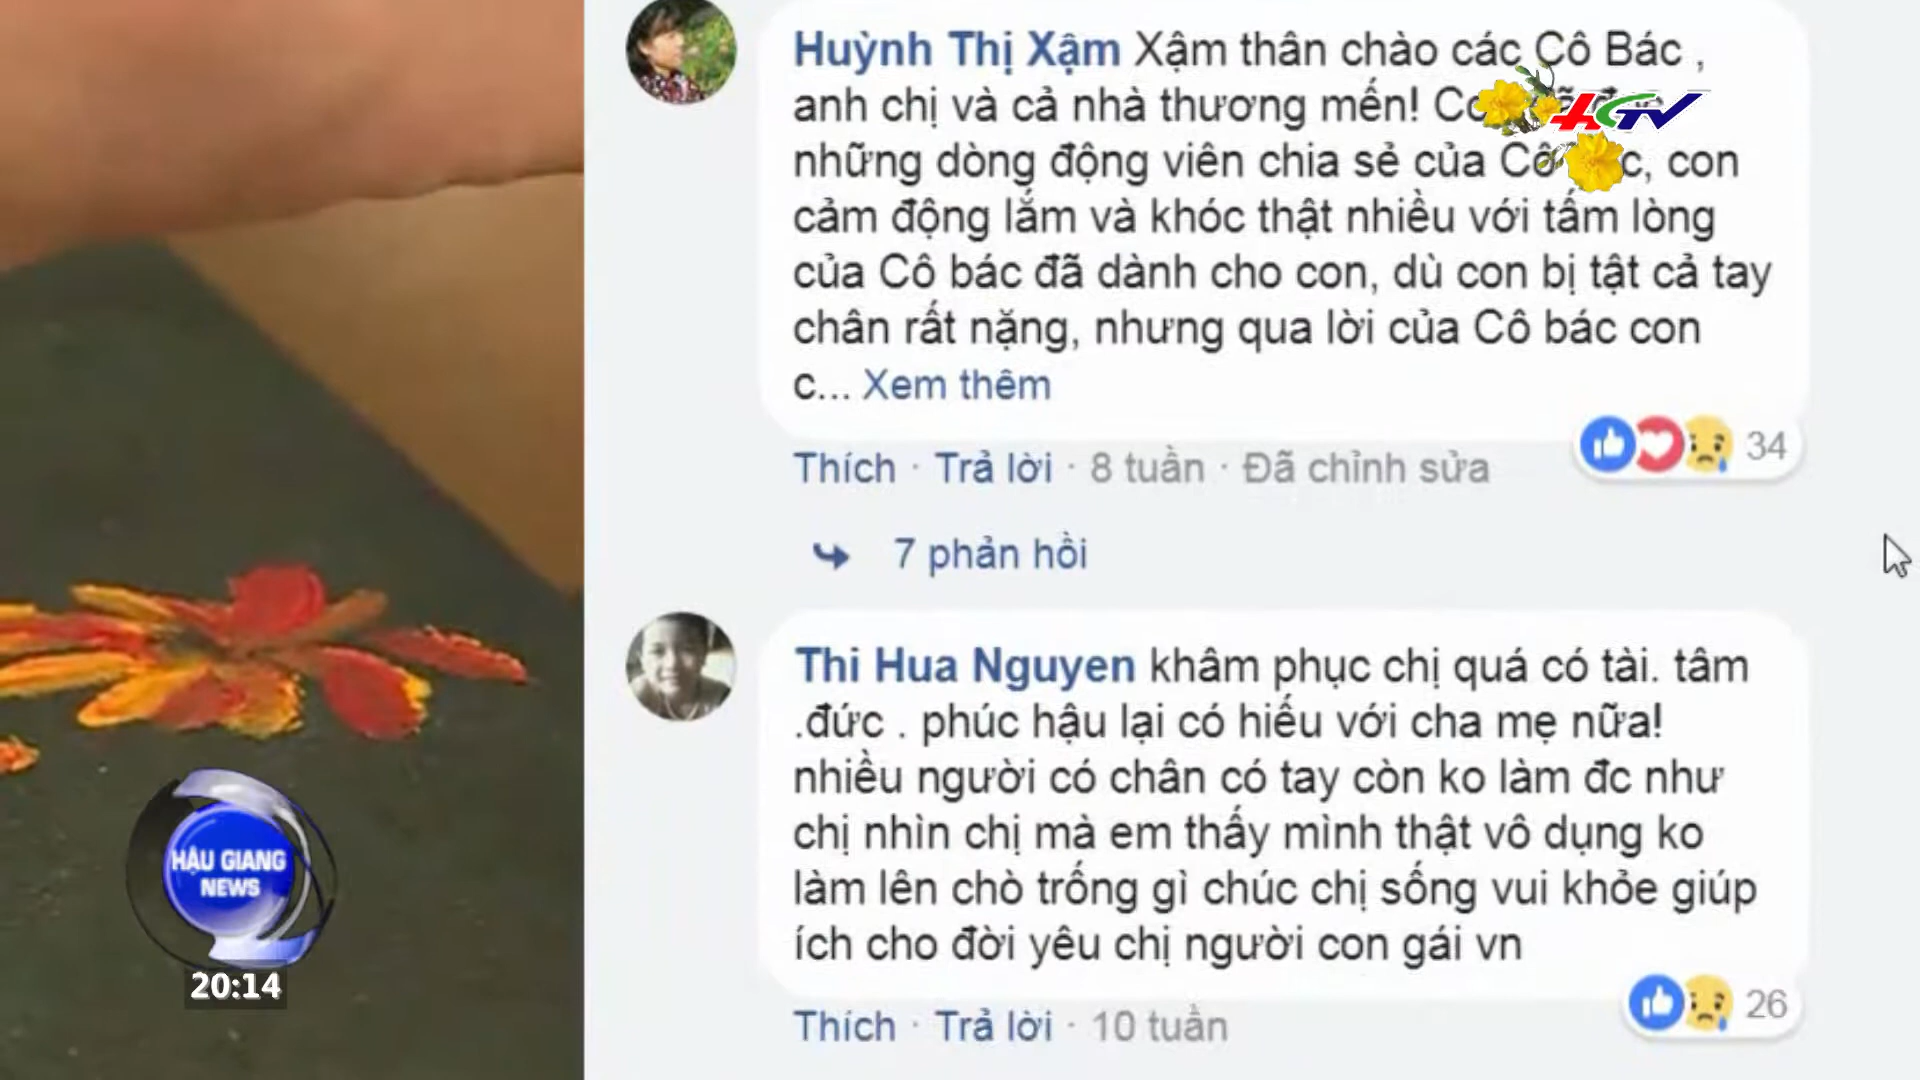 Huỳnh Thị Xậm Xậm thân chào các Cô Bác ,
anh chị và cả nhà thương mến!
HGTV
những dòng động viên chia sẻ của Cô con
cảm động lắm và khóc thật nhiều với tấm lòng
của Cô bác đã dành cho con, dù con bị tật cả tay
chân rất nặng, nhưng qua lời của Cô bác con
c... Xem thêm
34
Thích · Trả lời · 8 tuần · Đã chỉnh sửa
7 phản hồi
Thi Hua Nguyen khâm phục chị quá có tài. tâm
.đức . phúc hậu lại có hiếu với cha mẹ nữa!
nhiều người có chân có tay còn ko làm đc như
chị nhìn chị mà em thấy mình thật vô dụng ko
làm lên chò trống gì chúc chị sống vui khỏe giúp
ích cho đời yêu chị người con gái vn
26
Thích · Trả lời · 10 tuần
HẬU GIANG
NEWS
20:14